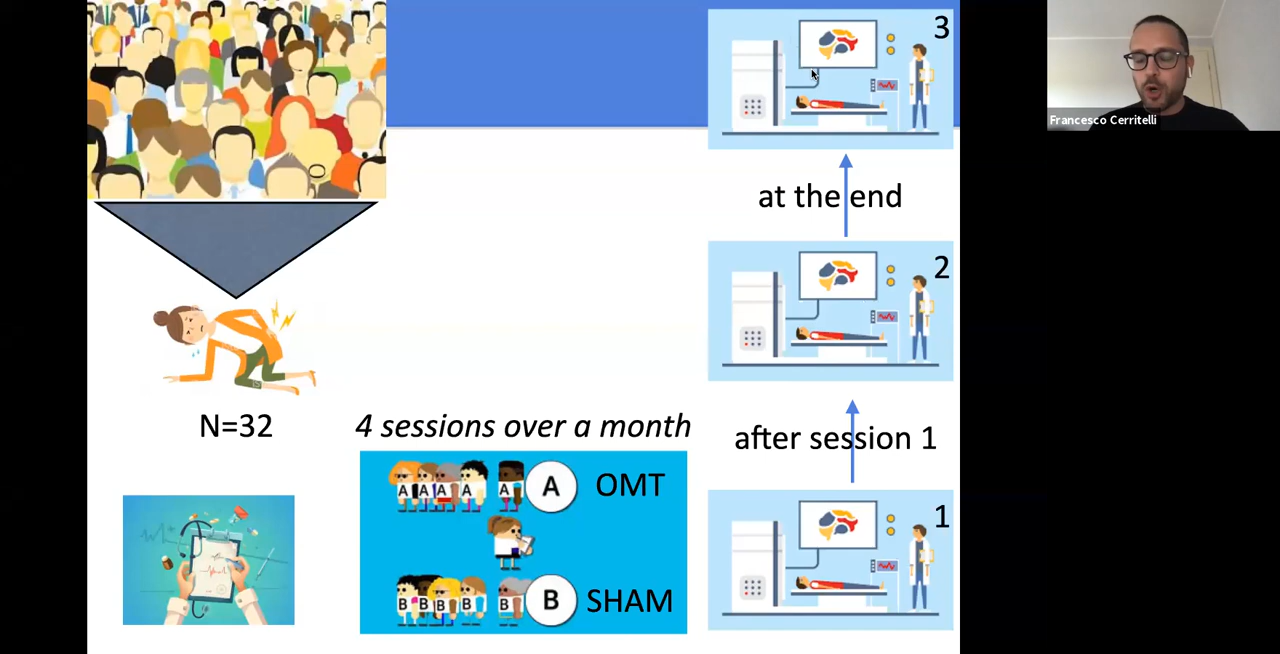 3
Francesco Cerritelli
at the end
2
N=32
4 sessions over a month
after session 1
A A A A A A OMT
1
B B B B B B SHAM